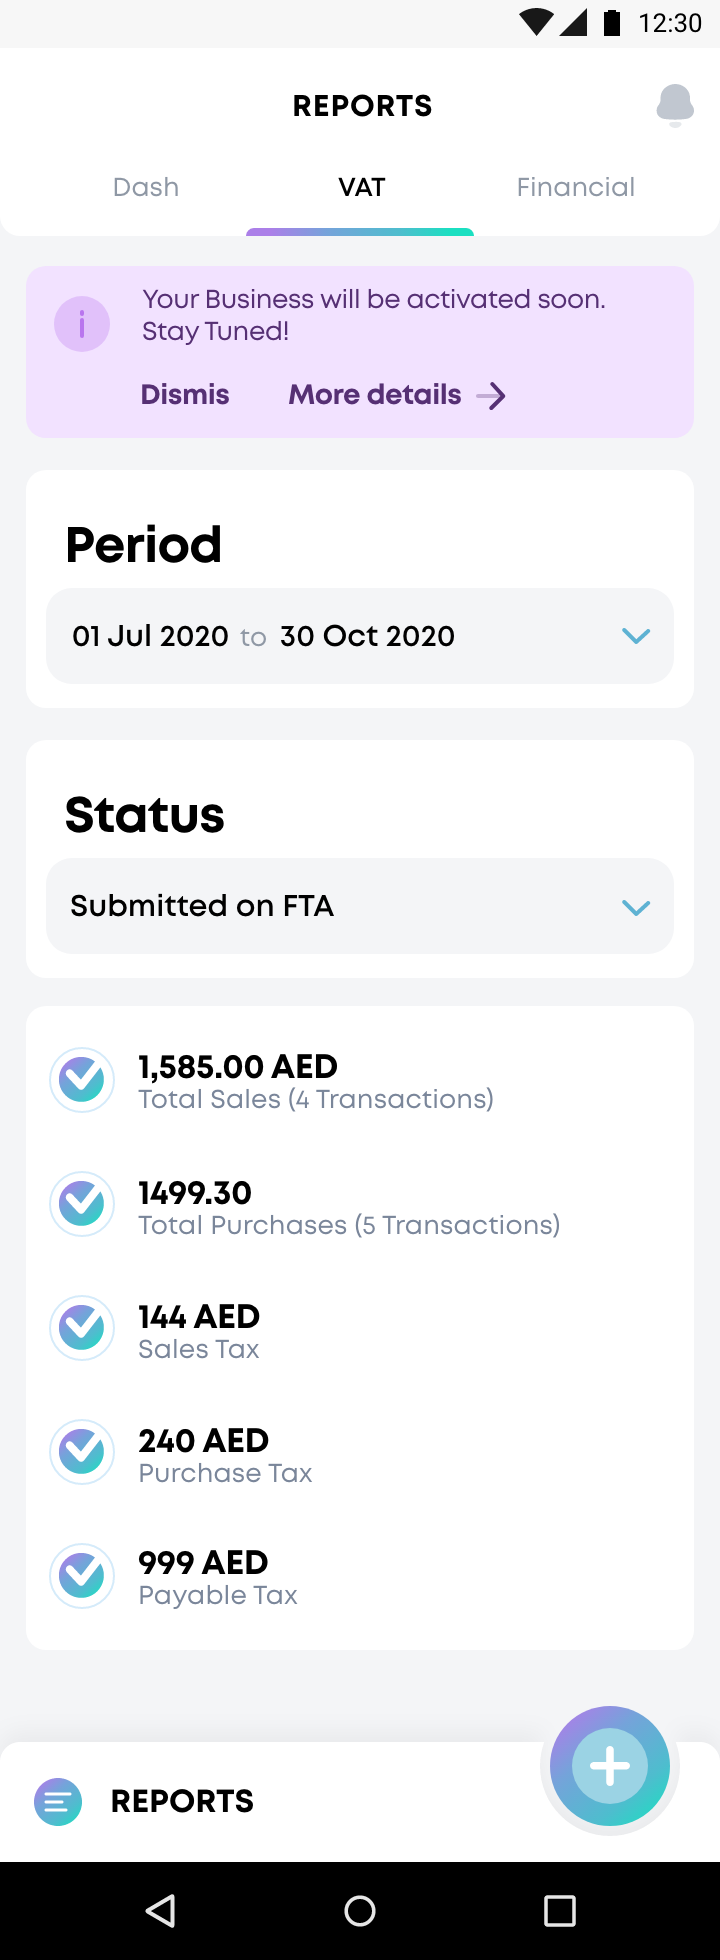 12:30
REPORTS
Dash
VAT
Financial
Your Business will be activated soon.
Stay Tuned!
Dismis
More details
Period
01 Jul 2020 to 30 Oct 2020
Status
Submitted on FTA
1,585.00 AED
Total Sales (4 Transactions)
1499.30
Total Purchases (5 Transactions)
144 AED
Sales Tax
240 AED
Purchase Tax
999 AED
Payable Tax
REPORTS